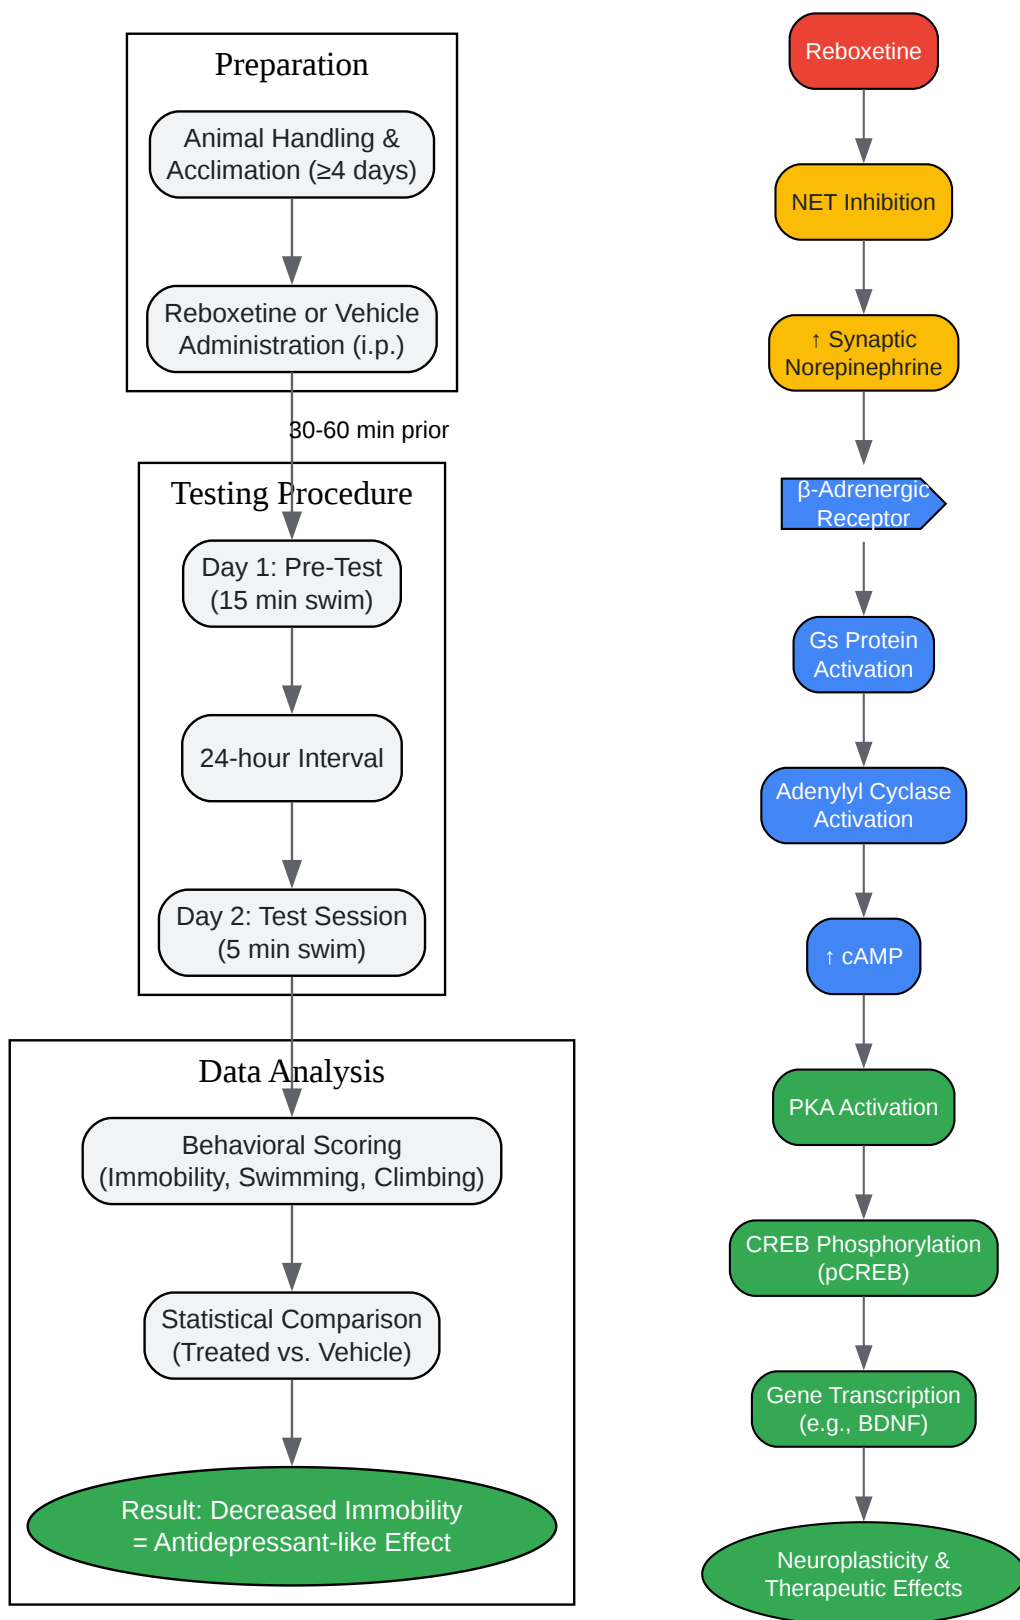 Preparation
Animal Handling &
Acclimation (≥4 days)
Reboxetine or Vehicle
Administration (i.p.)
30-60 min prior
Testing Procedure
Day 1: Pre-Test
(15 min swim)
24-hour Interval
Day 2: Test Session
(5 min swim)
Data Analysis
Behavioral Scoring
(Immobility, Swimming, Climbing)
Statistical Comparison
(Treated vs. Vehicle)
Result: Decreased Immobility
= Antidepressant-like Effect
Reboxetine
NET Inhibition
↑ Synaptic
Norepinephrine
β-Adrenergic
Receptor
Gs Protein
Activation
Adenylyl Cyclase
Activation
↑ cAMP
PKA Activation
CREB Phosphorylation
(pCREB)
Gene Transcription
(e.g., BDNF)
Neuroplasticity &
Therapeutic Effects